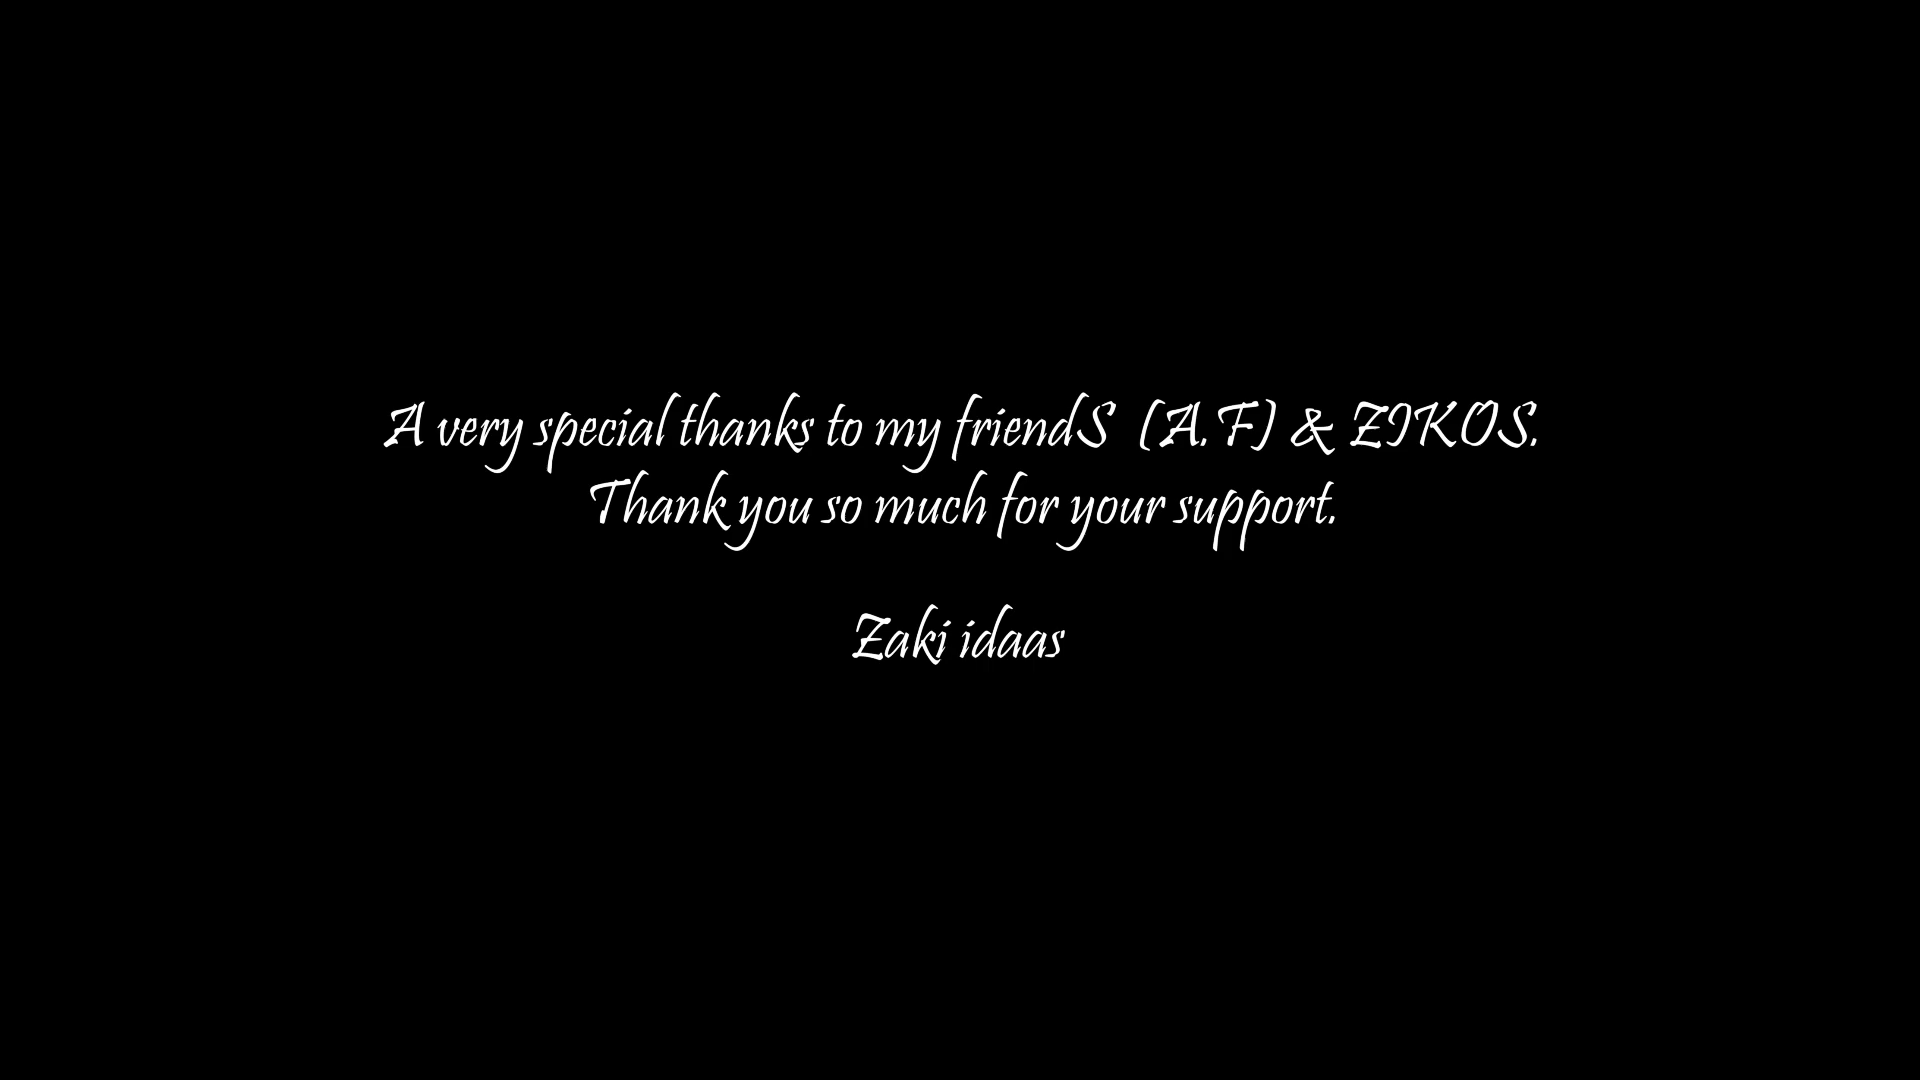 A very special thanks to my friendS (A.F) & ZIKOS.
Thank you so much for your support.
Zaki idaas